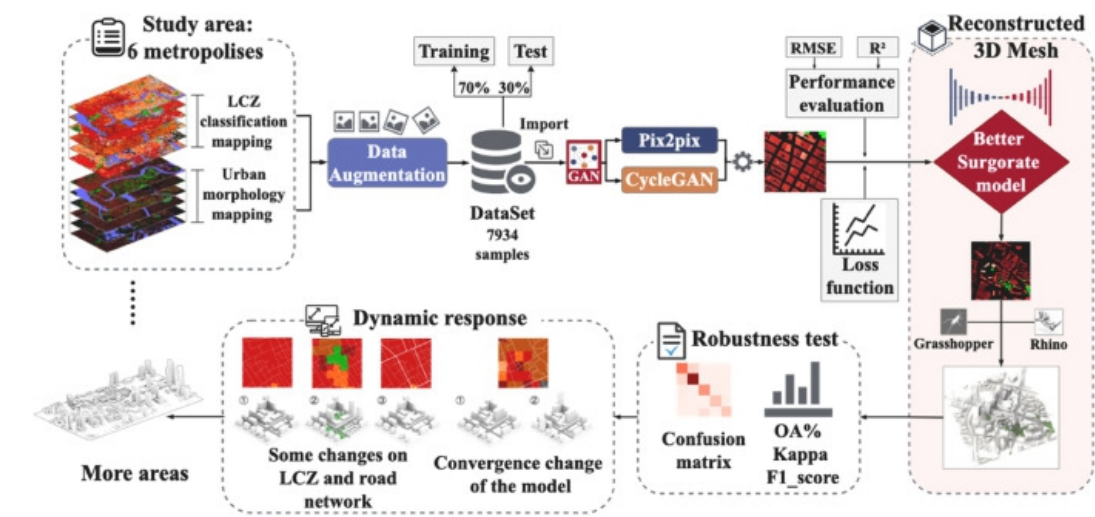 Study area:
6 metropolises
LCZ
classification
mapping
Urban
morphology
mapping
Training
Test
70% 30%
Data
Augmentation
DataSet
7934
samples
Import
GAN
Pix2pix
CycleGAN
RMSE
R²
Performance
evaluation
Loss
function
Reconstructed
3D Mesh
Better
Surgorate
model
Grasshopper
Rhino
Robustness test
Confusion
matrix
OA%
Kappa
F1_score
Dynamic response
①
②
③
①
②
Some changes on
LCZ and road
network
Convergence change
of the model
More areas